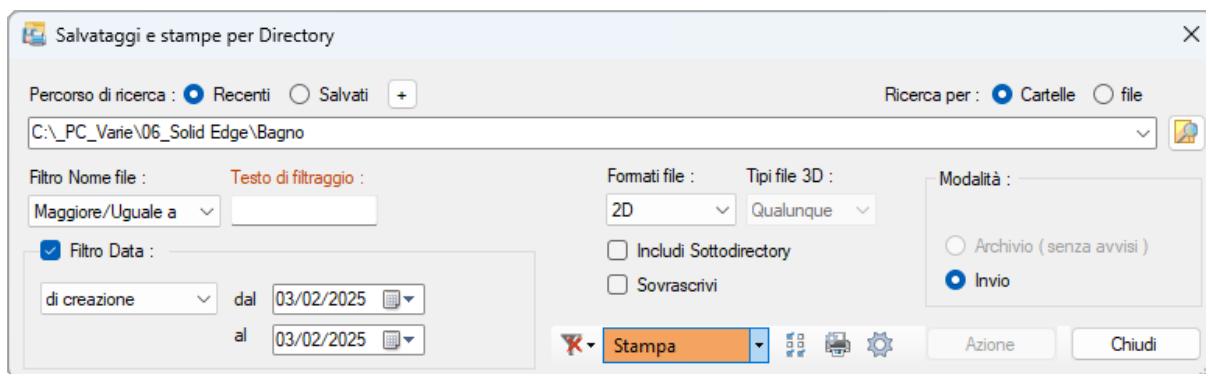 Salvataggi e stampe per Directory
Percorso di ricerca : Recenti Salvati + Ricerca per : Cartelle file
C:\_PC_Varie\06_Solid Edge\Bagno
Filtro Nome file : Testo di filtraggio : Formati file : Tipi file 3D : Modalità :
Maggiore/Uguale a 2D Qualunque
Filtro Data : Includi Sottodirectory Archivio ( senza avvisi )
Sovrascrivi Invio
di creazione dal 03/02/2025
al 03/02/2025 Stampa Azione Chiudi